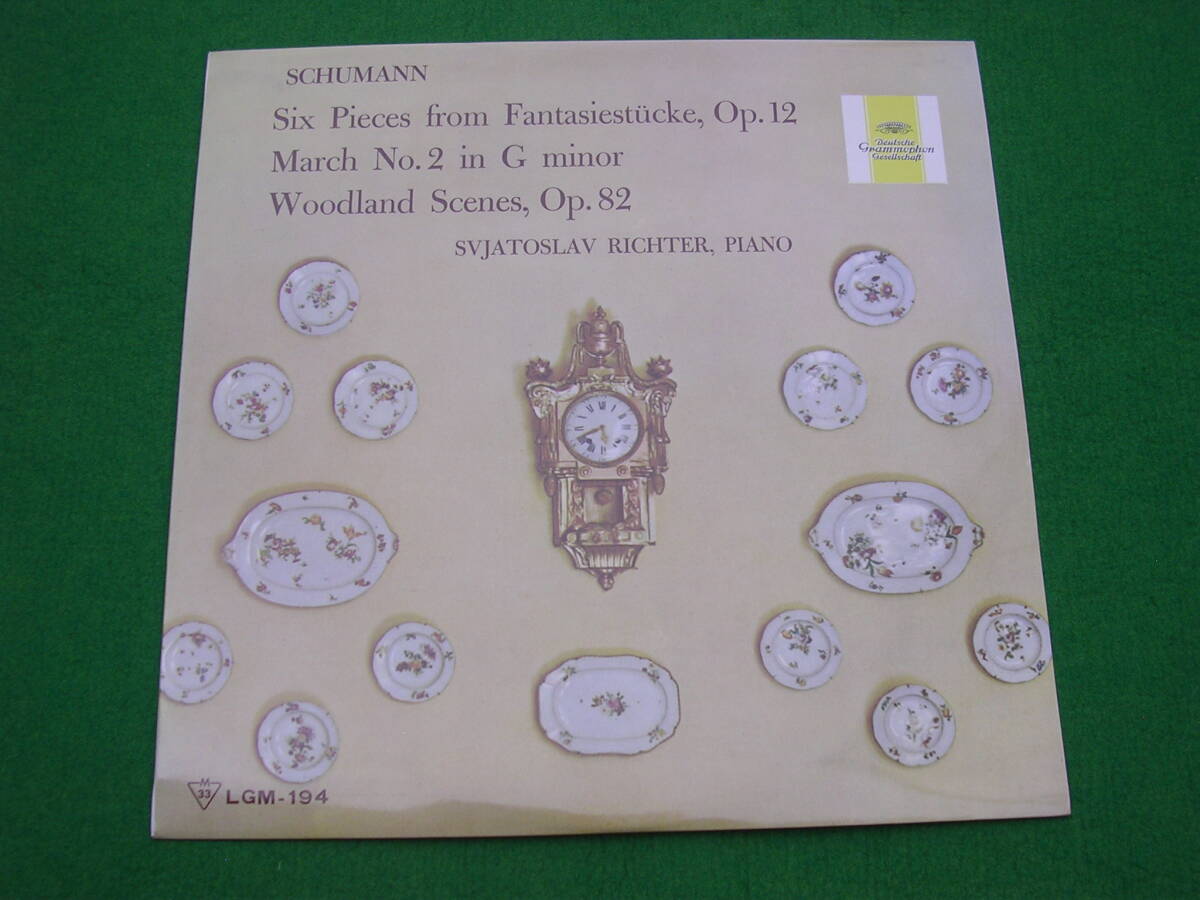 SCHUMANN
Six Pieces from Fantasiestücke, Op. 12
March No. 2 in G minor
Woodland Scenes, Op. 82
SVJATOSLAV RICHTER, PIANO
Deutsche
Grammophon
Gesellschaft
M
33
LGM-194